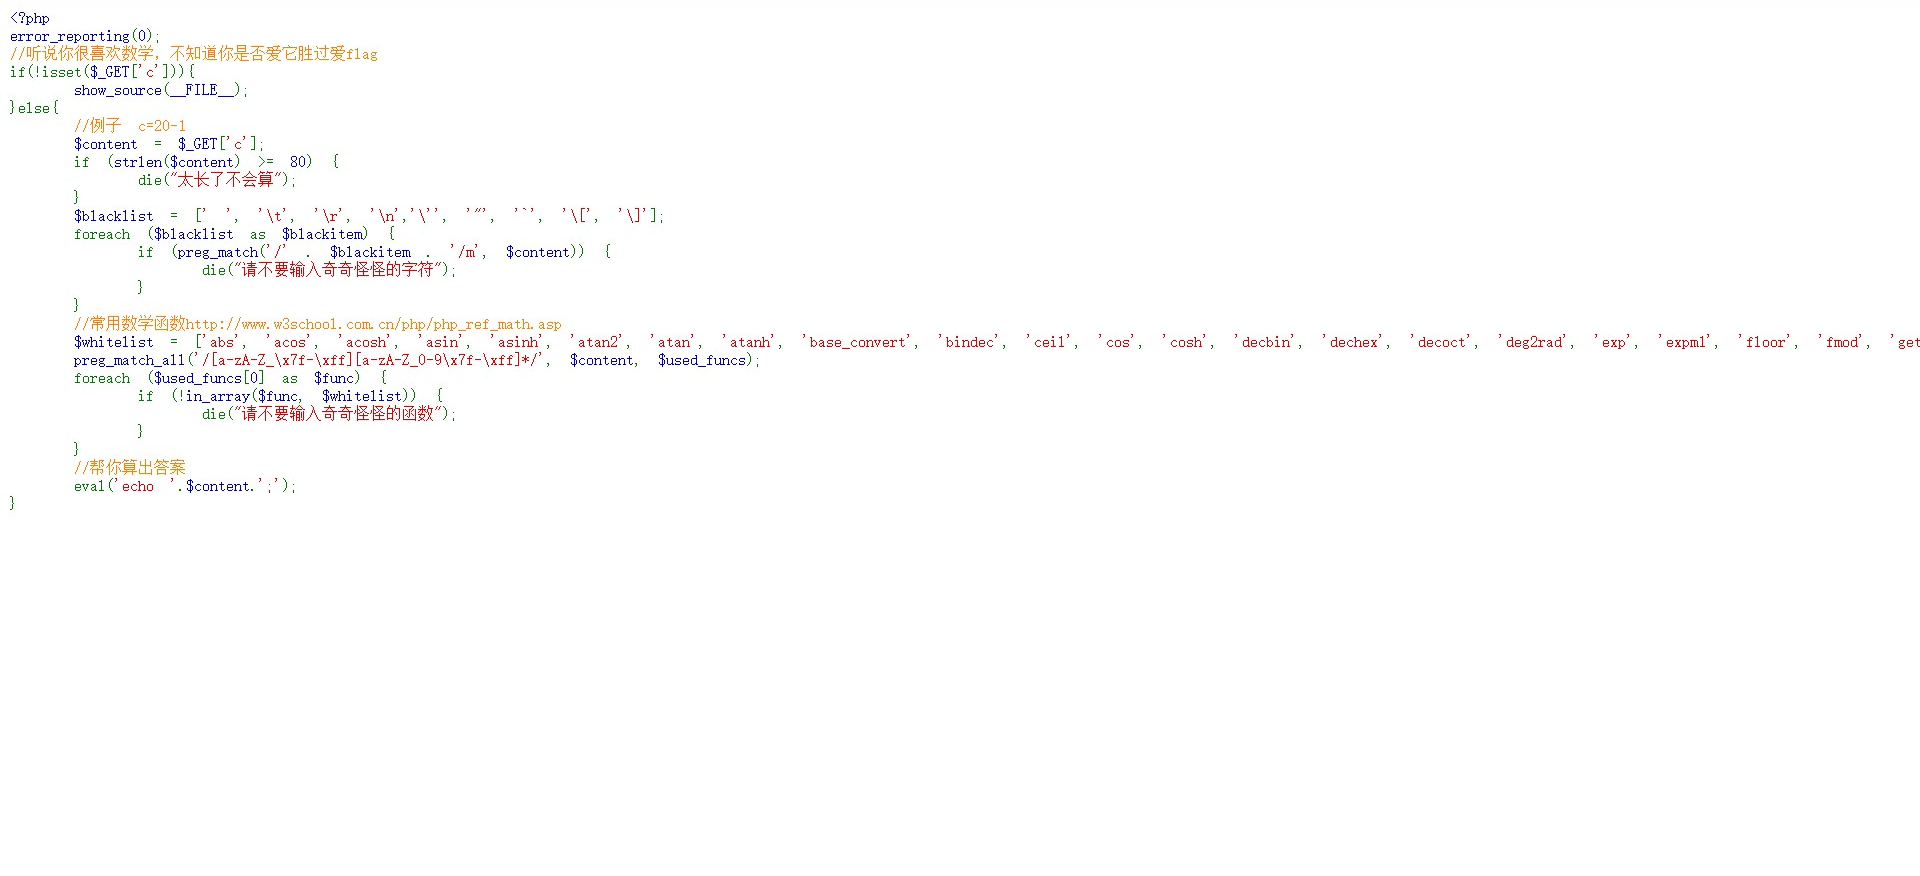 <?php
error_reporting(0);
//听说你很喜欢数学，不知道你是否爱它胜过爱flag
if(!isset($_GET['c'])){
show_source(__FILE__);
}else{
//例子 c=20-1
$content = $_GET['c'];
if (strlen($content) >= 80) {
die("太长了不会算");
}
$blacklist = [' ', '\t', '\r', '\n','\'', '"', '`', '\[', '\]'];
foreach ($blacklist as $blackitem) {
if (preg_match('/' . $blackitem . '/m', $content)) {
die("请不要输入奇奇怪怪的字符");
}
}
//常用数学函数http://www.w3school.com.cn/php/php_ref_math.asp
$whitelist = ['abs', 'acos', 'acosh', 'asin', 'asinh', 'atan2', 'atan', 'atanh', 'base_convert', 'bindec', 'ceil', 'cos', 'cosh', 'decbin', 'dechex', 'decoct', 'deg2rad', 'exp', 'expm1', 'floor', 'fmod', 'get
preg_match_all('/[a-zA-Z_\x7f-\xff][a-zA-Z_0-9\x7f-\xff]*/', $content, $used_funcs);
foreach ($used_funcs[0] as $func) {
if (!in_array($func, $whitelist)) {
die("请不要输入奇奇怪怪的函数");
}
}
//帮你算出答案
eval('echo '.$content.';');
}